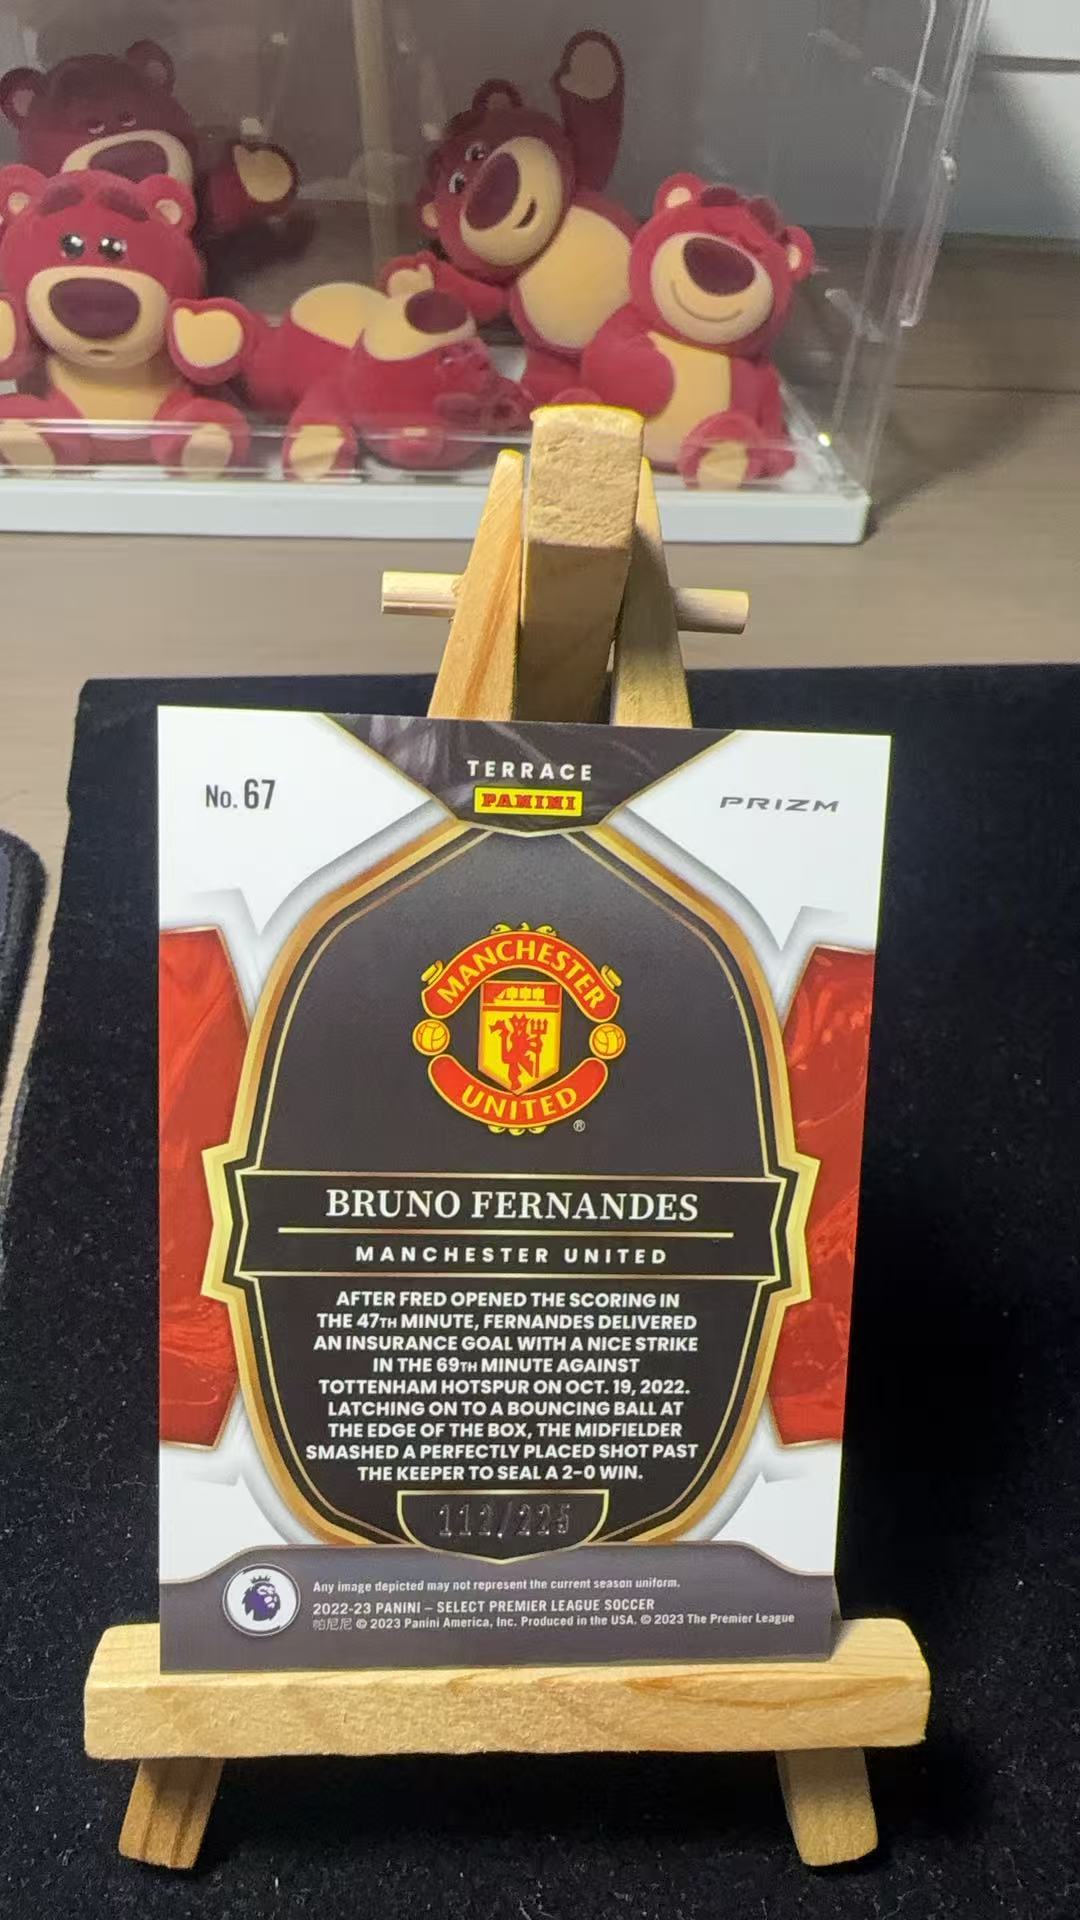 TERRACE
PANINI
No. 67
PRIZM
MANCHESTER
UNITED
®
BRUNO FERNANDES
MANCHESTER UNITED
AFTER FRED OPENED THE SCORING IN
THE 47TH MINUTE, FERNANDES DELIVERED
AN INSURANCE GOAL WITH A NICE STRIKE
IN THE 69TH MINUTE AGAINST
TOTTENHAM HOTSPUR ON OCT. 19, 2022.
LATCHING ON TO A BOUNCING BALL AT
THE EDGE OF THE BOX, THE MIDFIELDER
SMASHED A PERFECTLY PLACED SHOT PAST
THE KEEPER TO SEAL A 2-0 WIN.
112/225
Any image depicted may not represent the current season uniform.
2022-23 PANINI – SELECT PREMIER LEAGUE SOCCER
帕尼尼 © 2023 Panini America, Inc. Produced in the USA. © 2023 The Premier League